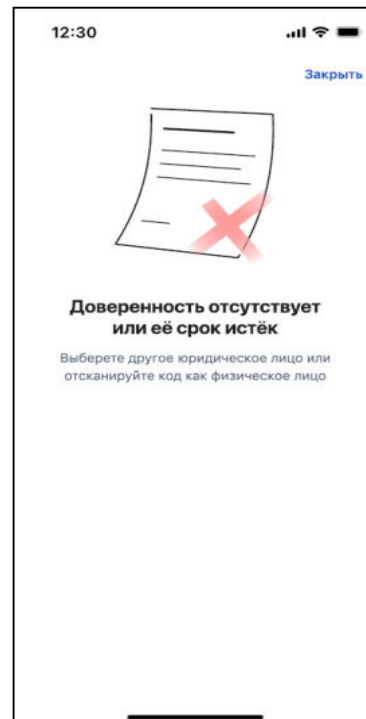 12:30
Закрыть
Доверенность отсутствует
или её срок истёк
Выберете другое юридическое лицо или
отсканируйте код как физическое лицо